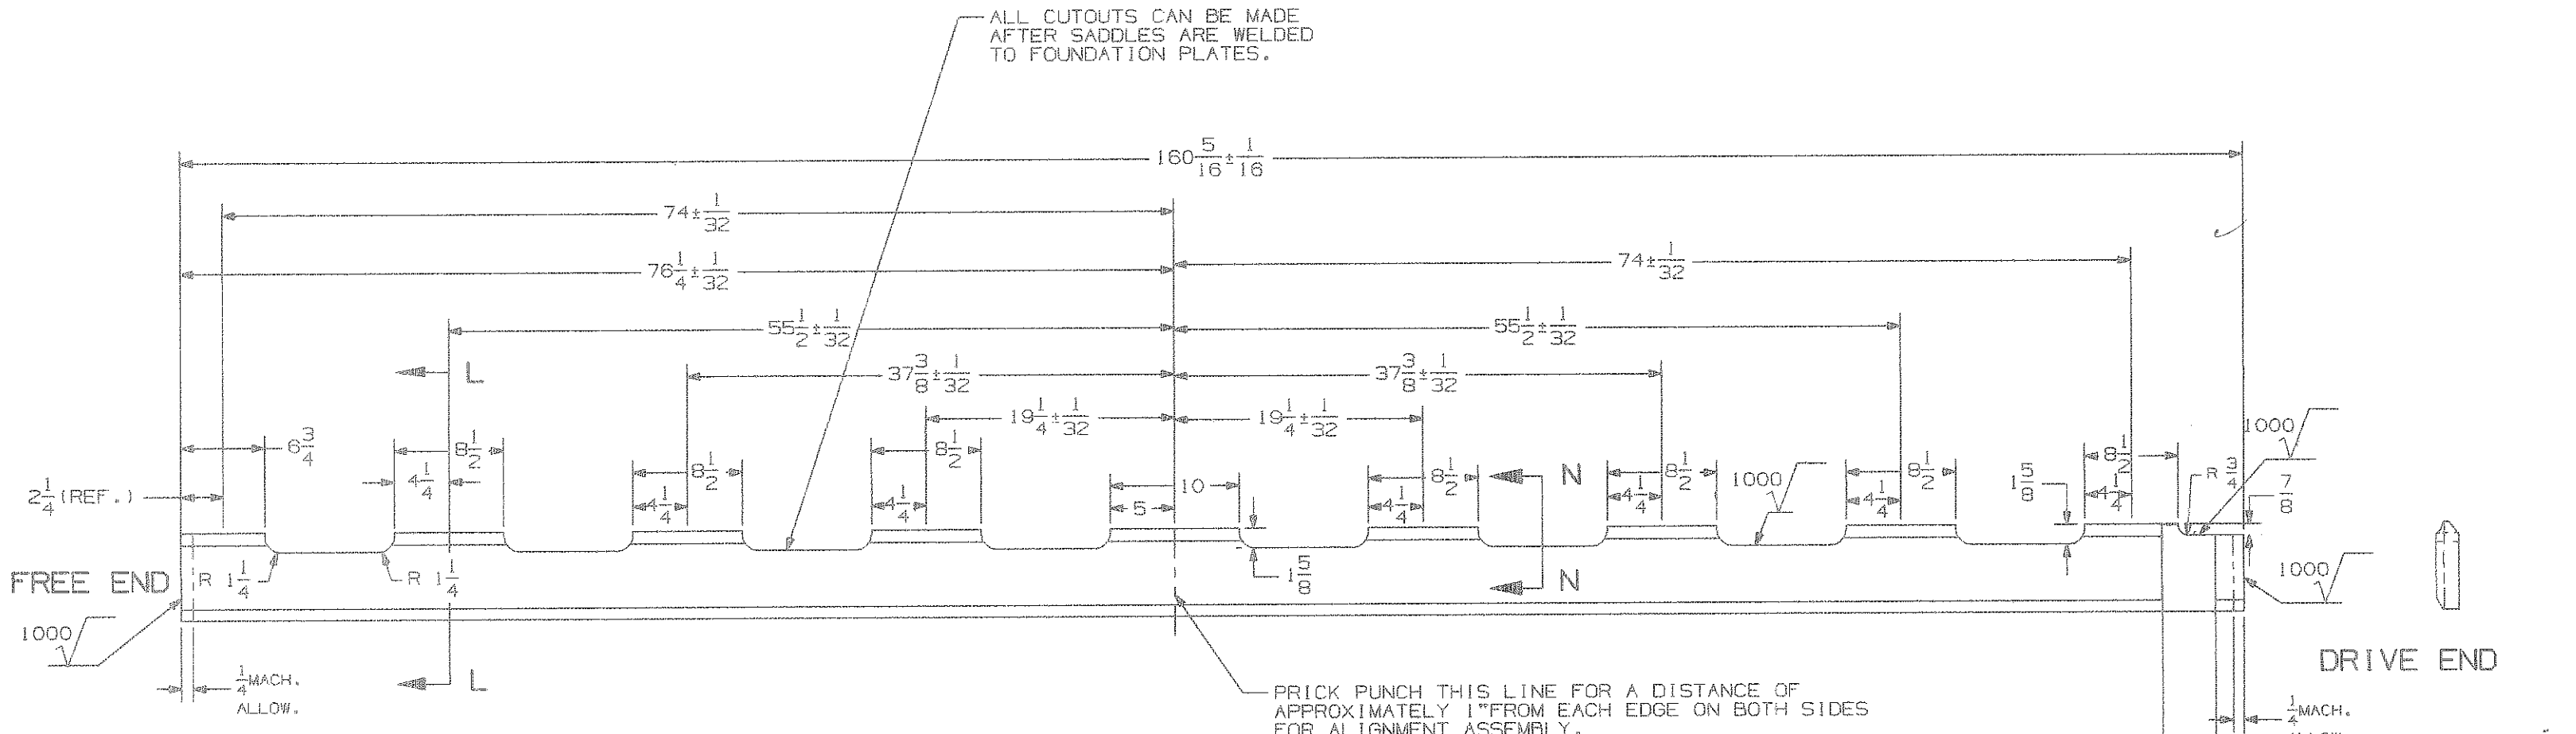 ALL CUTOUTS CAN BE MADE
AFTER SADDLES ARE WELDED
TO FOUNDATION PLATES.
160 5/16 ± 1/16
74 ± 1/32
76 1/4 ± 1/32
74 ± 1/32
55 1/2 ± 1/32
55 1/2 ± 1/32
L
37 3/8 ± 1/32
37 3/8 ± 1/32
19 1/4 ± 1/32
19 1/4 ± 1/32
1000
6 3/4
8 1/2
4 1/4
8 1/2
4 1/4
8 1/2
4 1/4
10
5
8 1/2
4 1/4
N
8 1/2
4 1/4
1000
8 1/2
4 1/4
1 5/8
8 1/2
4 1/4
R 3/4
7/8
2 1/4 (REF.)
FREE END
R 1 1/4
R 1 1/4
1 5/8
N
1000
1000
1/4 MACH.
ALLOW.
L
DRIVE END
PRICK PUNCH THIS LINE FOR A DISTANCE OF
APPROXIMATELY 1" FROM EACH EDGE ON BOTH SIDES
FOR ALIGNMENT ASSEMBLY.
1/4 MACH.